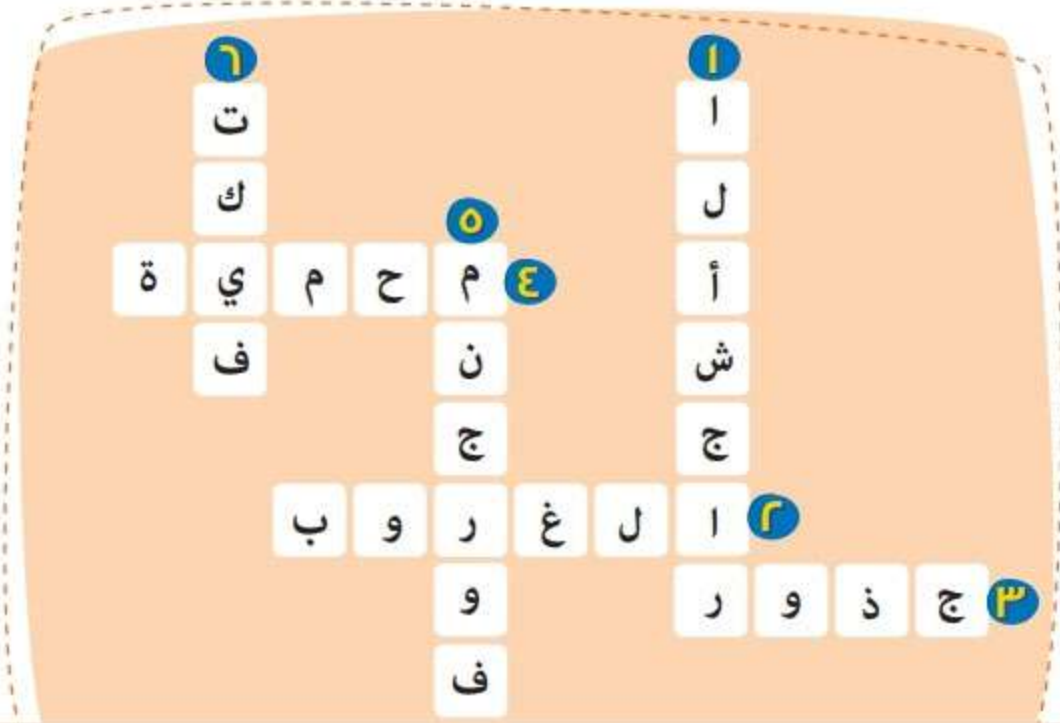 ٦ ١
ت ا
ك ل
٥
أ ٤ م ح م ي ة
ش ن ف
ج ج
٢ ا ل غ ر و ب
٣ ج ذ و ر و
ف